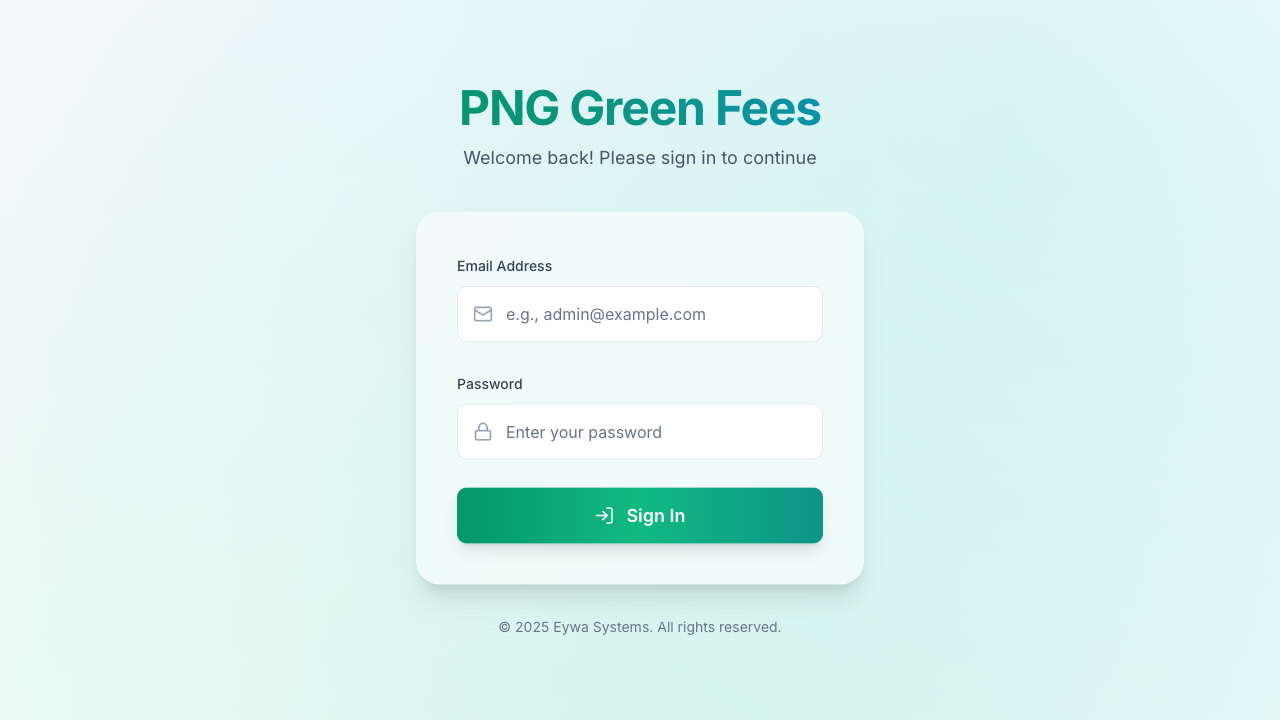 PNG Green Fees
Welcome back! Please sign in to continue
Email Address
e.g., admin@example.com
Password
Enter your password
Sign In
© 2025 Eywa Systems. All rights reserved.